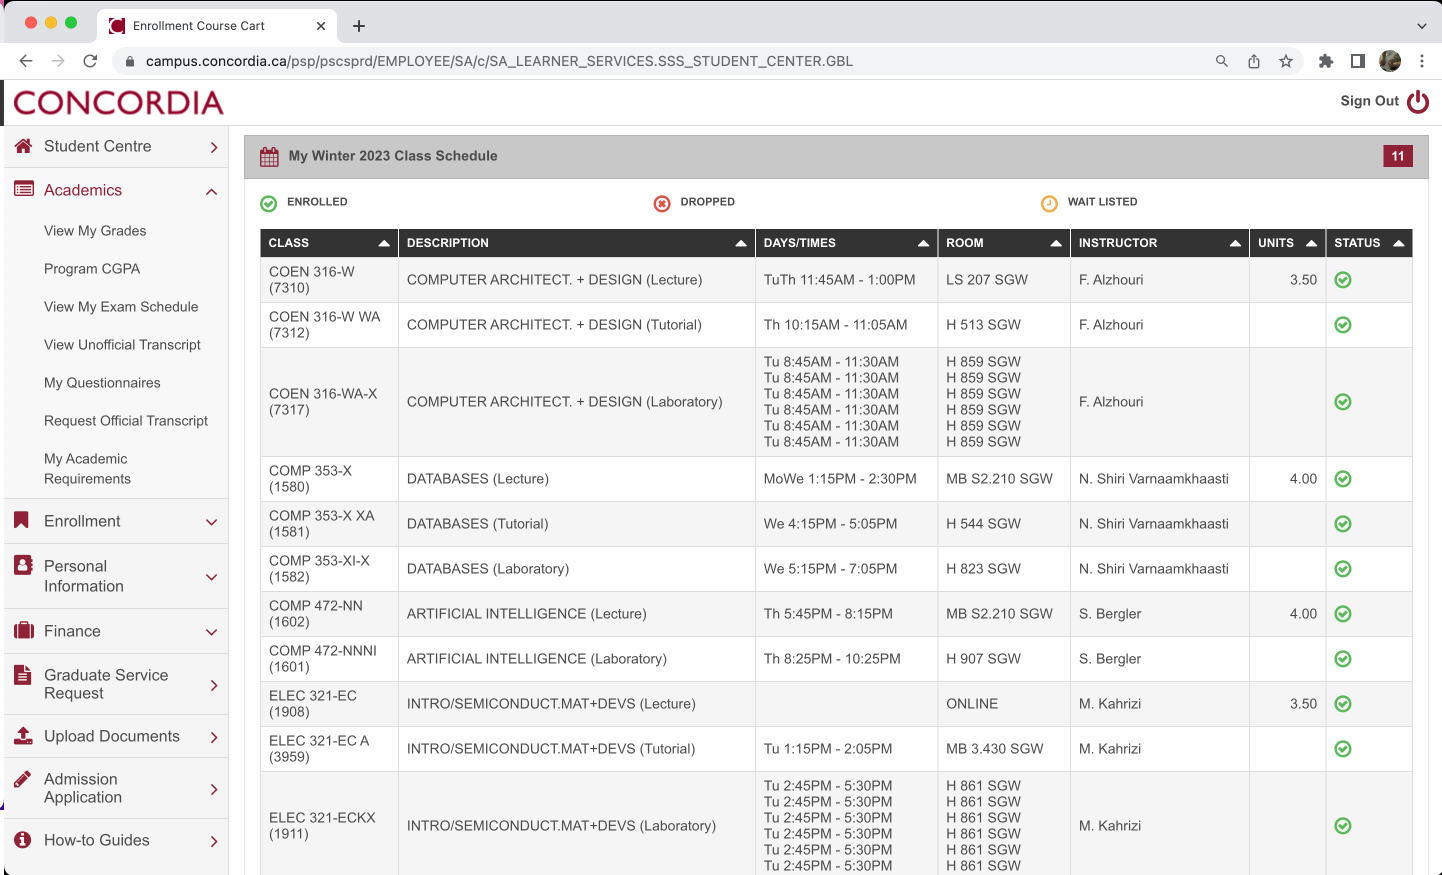 Enrollment Course Cart
campus.concordia.ca/psp/pscsprd/EMPLOYEE/SA/c/SA_LEARNER_SERVICES.SSS_STUDENT_CENTER.GBL
CONCORDIA
Sign Out
Student Centre
Academics
View My Grades
Program CGPA
View My Exam Schedule
View Unofficial Transcript
My Questionnaires
Request Official Transcript
My Academic
Requirements
Enrollment
Personal
Information
Finance
Graduate Service
Request
Upload Documents
Admission
Application
How-to Guides
My Winter 2023 Class Schedule
11
ENROLLED
DROPPED
WAIT LISTED
CLASS DESCRIPTION DAYS/TIMES ROOM INSTRUCTOR UNITS STATUS
COEN 316-W
(7310)
COMPUTER ARCHITECT. + DESIGN (Lecture) TuTh 11:45AM - 1:00PM LS 207 SGW F. Alzhouri 3.50
COEN 316-W WA
(7312)
COMPUTER ARCHITECT. + DESIGN (Tutorial) Th 10:15AM - 11:05AM H 513 SGW F. Alzhouri
COEN 316-WA-X
(7317)
COMPUTER ARCHITECT. + DESIGN (Laboratory)
Tu 8:45AM - 11:30AM H 859 SGW
Tu 8:45AM - 11:30AM H 859 SGW
Tu 8:45AM - 11:30AM H 859 SGW
Tu 8:45AM - 11:30AM H 859 SGW
Tu 8:45AM - 11:30AM H 859 SGW
Tu 8:45AM - 11:30AM H 859 SGW
F. Alzhouri
COMP 353-X
(1580)
DATABASES (Lecture) MoWe 1:15PM - 2:30PM MB S2.210 SGW N. Shiri Varnaamkhaasti 4.00
COMP 353-X XA
(1581)
DATABASES (Tutorial) We 4:15PM - 5:05PM H 544 SGW N. Shiri Varnaamkhaasti
COMP 353-XI-X
(1582)
DATABASES (Laboratory) We 5:15PM - 7:05PM H 823 SGW N. Shiri Varnaamkhaasti
COMP 472-NN
(1602)
ARTIFICIAL INTELLIGENCE (Lecture) Th 5:45PM - 8:15PM MB S2.210 SGW S. Bergler 4.00
COMP 472-NNNI
(1601)
ARTIFICIAL INTELLIGENCE (Laboratory) Th 8:25PM - 10:25PM H 907 SGW S. Bergler
ELEC 321-EC
(1908)
INTRO/SEMICONDUCT.MAT+DEVS (Lecture) ONLINE M. Kahrizi 3.50
ELEC 321-EC A
(3959)
INTRO/SEMICONDUCT.MAT+DEVS (Tutorial) Tu 1:15PM - 2:05PM MB 3.430 SGW M. Kahrizi
ELEC 321-ECKX
(1911)
INTRO/SEMICONDUCT.MAT+DEVS (Laboratory)
Tu 2:45PM - 5:30PM H 861 SGW
Tu 2:45PM - 5:30PM H 861 SGW
Tu 2:45PM - 5:30PM H 861 SGW
Tu 2:45PM - 5:30PM H 861 SGW
Tu 2:45PM - 5:30PM H 861 SGW
Tu 2:45PM - 5:30PM H 861 SGW
M. Kahrizi